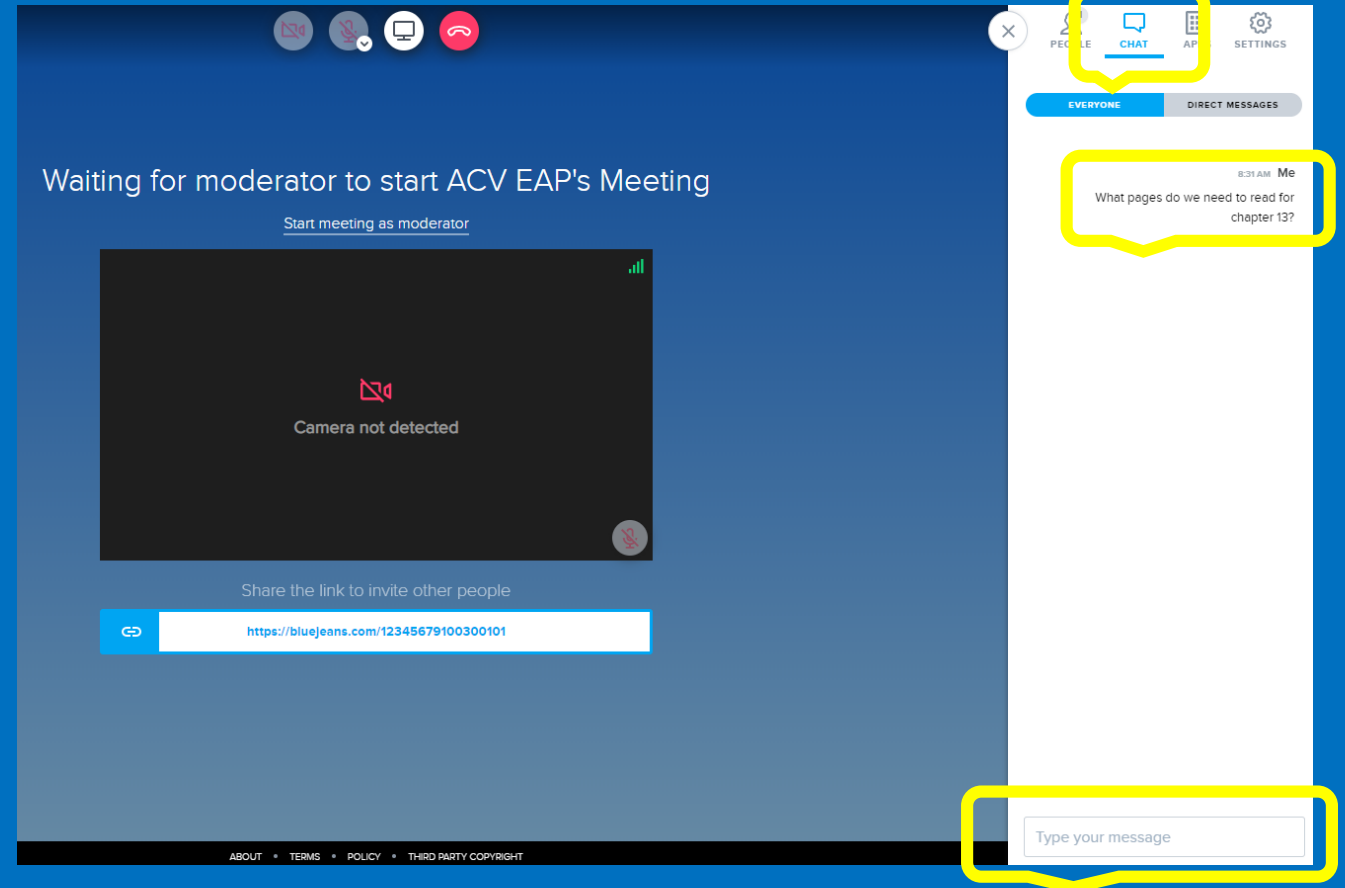 PEOPLE
CHAT
APPS
SETTINGS
EVERYONE
DIRECT MESSAGES
8:31 AM Me
What pages do we need to read for
chapter 13?
Waiting for moderator to start ACV EAP's Meeting
Start meeting as moderator
Camera not detected
Share the link to invite other people
https://bluejeans.com/12345679100300101
Type your message
ABOUT • TERMS • POLICY • THIRD PARTY COPYRIGHT